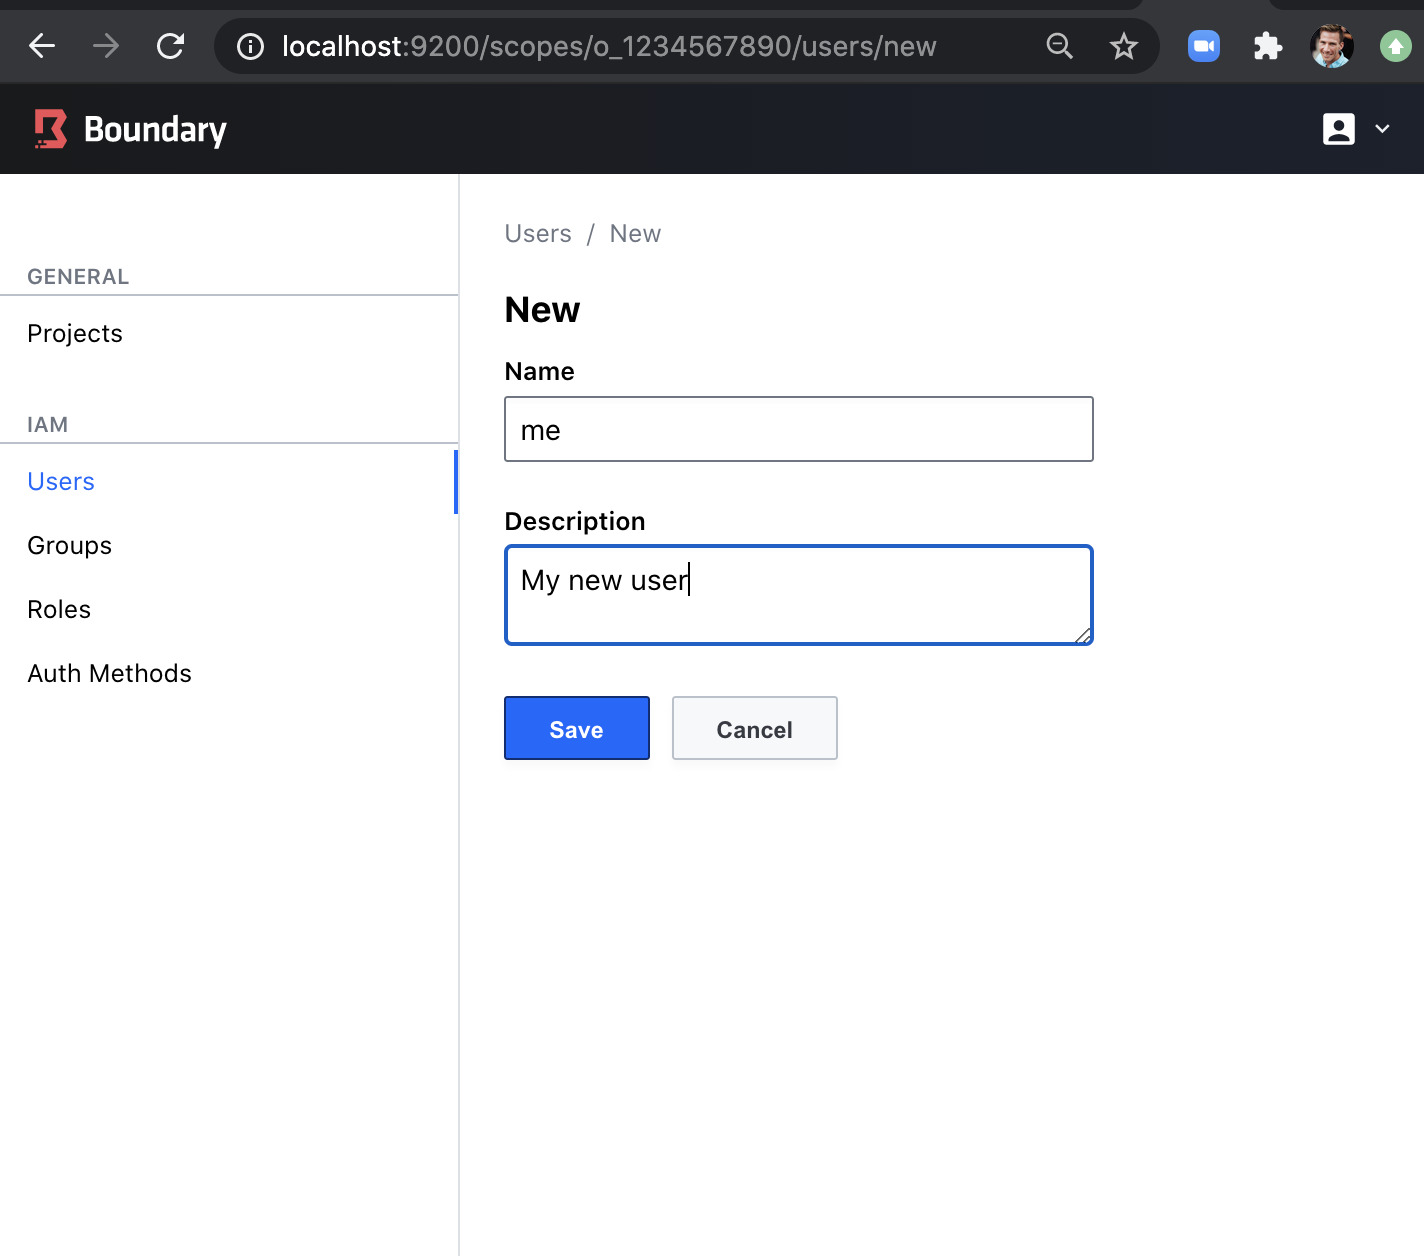 localhost:9200/scopes/o_1234567890/users/new
Boundary
GENERAL
Projects
IAM
Users
Groups
Roles
Auth Methods
Users / New
New
Name
me
Description
My new user
Save
Cancel